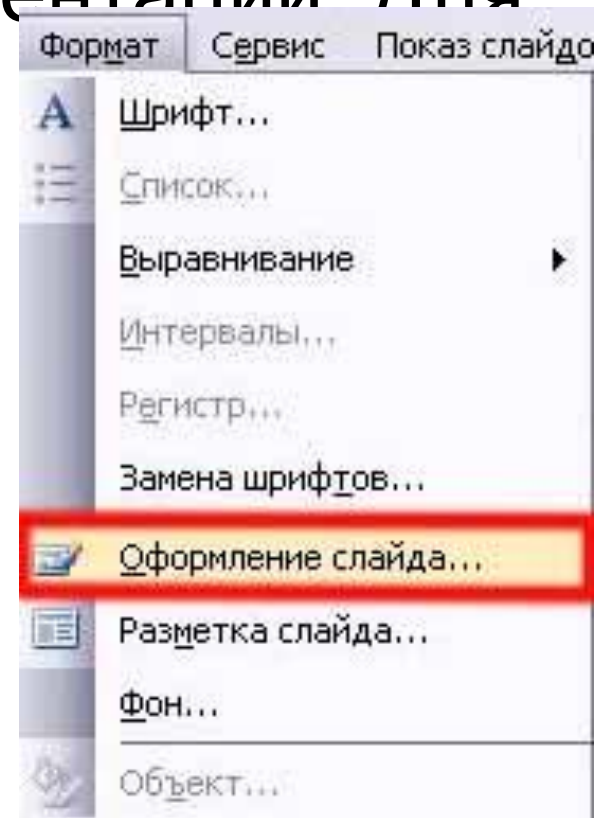 Формат Сервис Показ слайдо
Шрифт...
Список...
Выравнивание
Интервалы...
Регистр...
Замена шрифтов...
Оформление слайда...
Разметка слайда...
Фон...
Объект...